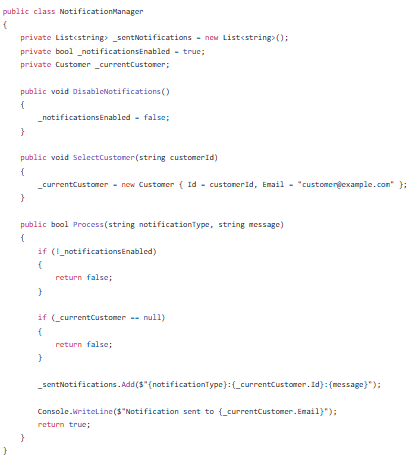 public class NotificationManager
{
private List<string> _sentNotifications = new List<string>();
private bool _notificationsEnabled = true;
private Customer _currentCustomer;
public void DisableNotifications()
{
_notificationsEnabled = false;
}
public void SelectCustomer(string customerId)
{
_currentCustomer = new Customer { Id = customerId, Email = "customer@example.com" };
}
public bool Process(string notificationType, string message)
{
if (!_notificationsEnabled)
{
return false;
}
if (_currentCustomer == null)
{
return false;
}
_sentNotifications.Add($"{notificationType}:{_currentCustomer.Id}:{message}");
Console.WriteLine($"Notification sent to {_currentCustomer.Email}");
return true;
}
}